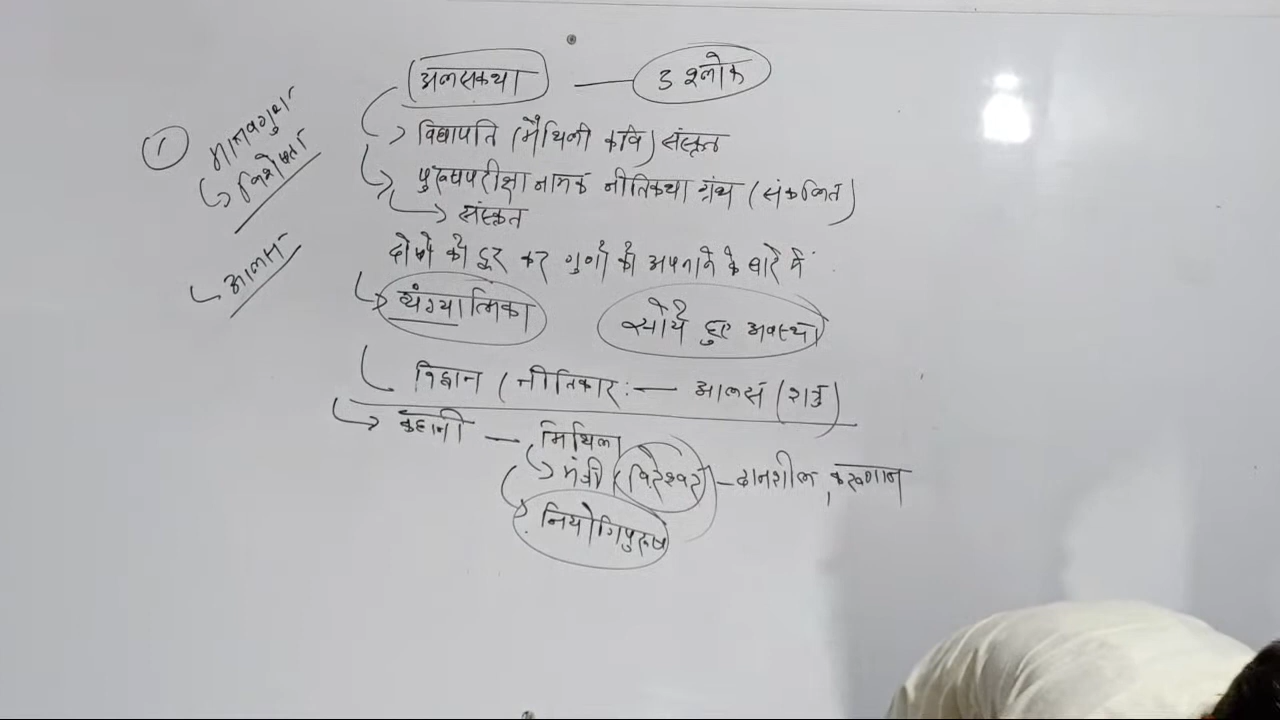 अलसकथा — 3 श्लोक
① मानवगुण
↳ विशेषता
↳ आलस
→ विद्यापति (मैथिली कवि) संस्कृत
→ पुरुषपरीक्षा नामक नीतिकथा ग्रंथ (संकलित)
→ संस्कृत
दोषो को दूर कर गुणों को अपनाने के बारे में
→ व्यंग्यात्मिका सोये हुए अवस्था
विद्वान (नीतिकार :— आलस (शत्रु)
→ कहानी — मिथिला
→ मंत्री (विरेश्वर) — दानशील, करूणान
→ नियोगिपुरुष